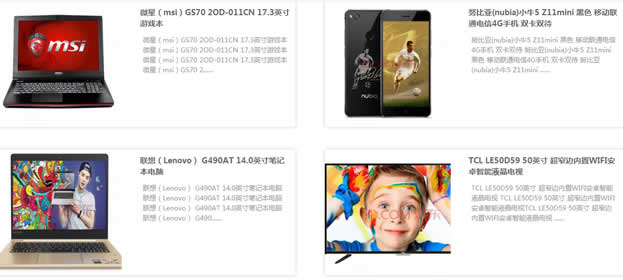 微星（msi）GS70 2OD-011CN 17.3英寸
游戏本
微星（msi）GS70 2OD-011CN 17.3英寸游戏本
微星（msi）GS70 2OD-011CN 17.3英寸游戏本
微星（msi）GS70 2OD-011CN 17.3英寸游戏本
微星（msi）GS70 2......
msi
努比亚(nubia)小牛5 Z11mini 黑色 移动联
通电信4G手机 双卡双待
努比亚(nubia)小牛5 Z11mini 黑色 移动联通电信
4G手机 双卡双待 努比亚(nubia)小牛5 Z11mini
黑色 移动联通电信4G手机 双卡双待 努比亚
(nubia)小牛5 Z11mini ......
nubia
联想（Lenovo） G490AT 14.0英寸笔记
本电脑
联想（Lenovo） G490AT 14.0英寸笔记本电脑
联想（Lenovo） G490AT 14.0英寸笔记本电脑
联想（Lenovo） G490AT 14.0英寸笔记本电脑
联想（Lenovo） G490......
TCL LE50D59 50英寸 超窄边内置WIFI安
卓智能液晶电视
TCL LE50D59 50英寸 超窄边内置WIFI安卓智能
液晶电视 TCL LE50D59 50英寸 超窄边内置WIFI
安卓智能液晶电视TCL LE50D59 50英寸 超窄边
内置WIFI安卓智能液晶电视 ......